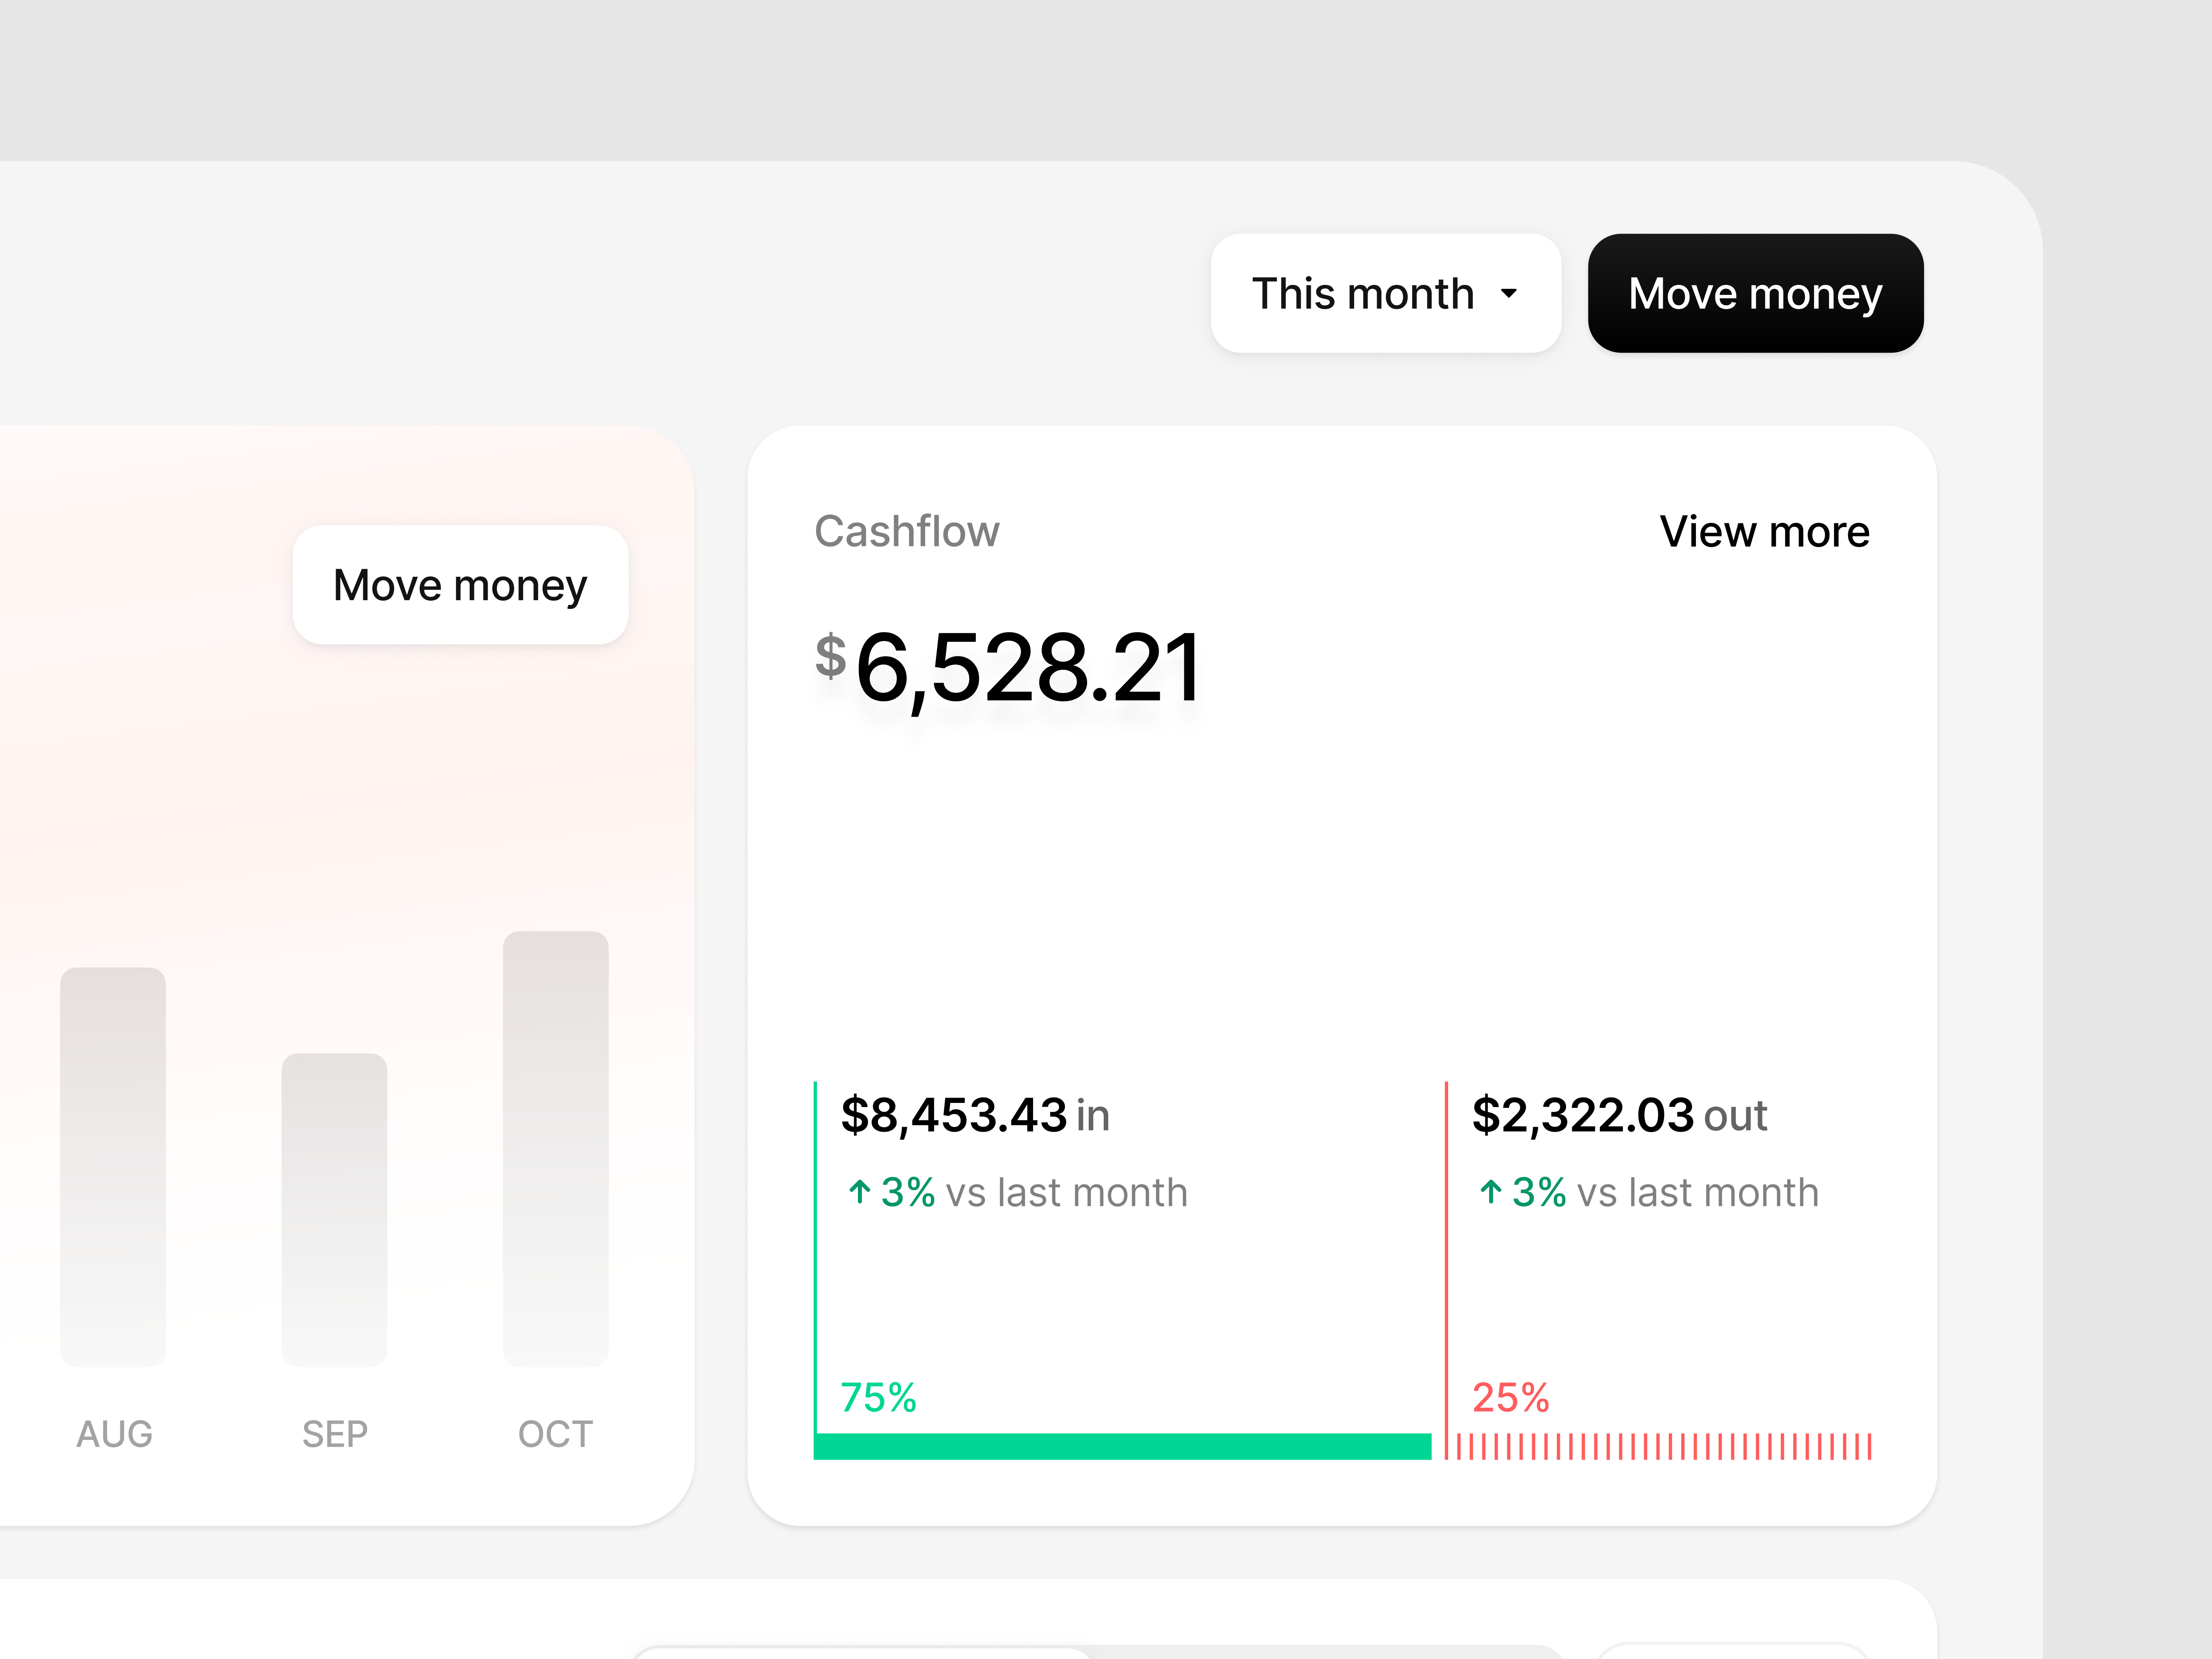 This month
Move money
Move money
Cashflow
View more
$6,528.21
$8,453.43 in
↑ 3% vs last month
$2,322.03 out
↑ 3% vs last month
75%
25%
AUG
SEP
OCT